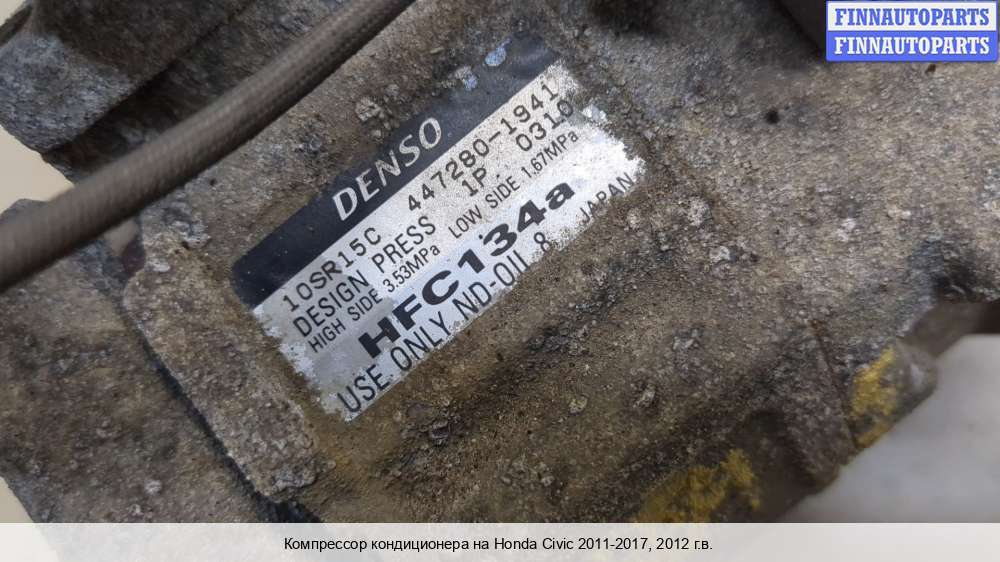 FINNAUTOPARTS
FINNAUTOPARTS
DENSO
10SR15C 447280-1941
DESIGN PRESS 1P. 0310
HIGH SIDE 3.53MPa LOW SIDE 1.67MPa
HFC134a
USE ONLY ND-OIL 8 JAPAN
Компрессор кондиционера на Honda Civic 2011-2017, 2012 г.в.